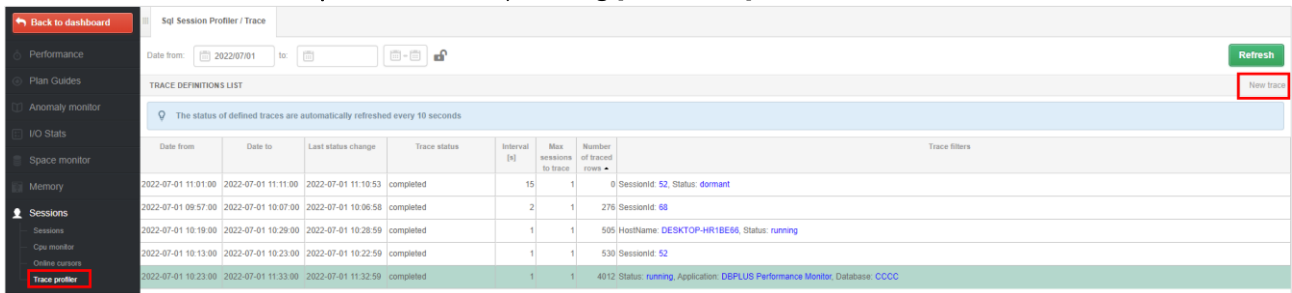 Back to dashboard
Performance
Plan Guides
Anomaly monitor
I/O Stats
Space monitor
Memory
Sessions
Sessions
Cpu monitor
Online cursors
Trace profiler
Sql Session Profiler / Trace
Date from: 2022/07/01 to:
Refresh
TRACE DEFINITIONS LIST New trace
The status of defined traces are automatically refreshed every 10 seconds
Date from Date to Last status change Trace status Interval [s] Max sessions to trace Number of traced rows Trace filters
2022-07-01 11:01:00 2022-07-01 11:11:00 2022-07-01 11:10:53 completed 15 1 0 SessionId: 52, Status: dormant
2022-07-01 09:57:00 2022-07-01 10:07:00 2022-07-01 10:06:58 completed 2 1 276 SessionId: 68
2022-07-01 10:19:00 2022-07-01 10:29:00 2022-07-01 10:28:59 completed 1 1 505 HostName: DESKTOP-HR1BE66, Status: running
2022-07-01 10:13:00 2022-07-01 10:23:00 2022-07-01 10:22:59 completed 1 1 530 SessionId: 52
2022-07-01 10:23:00 2022-07-01 11:33:00 2022-07-01 11:32:59 completed 1 1 4012 Status: running, Application: DBPLUS Performance Monitor, Database: CCCC